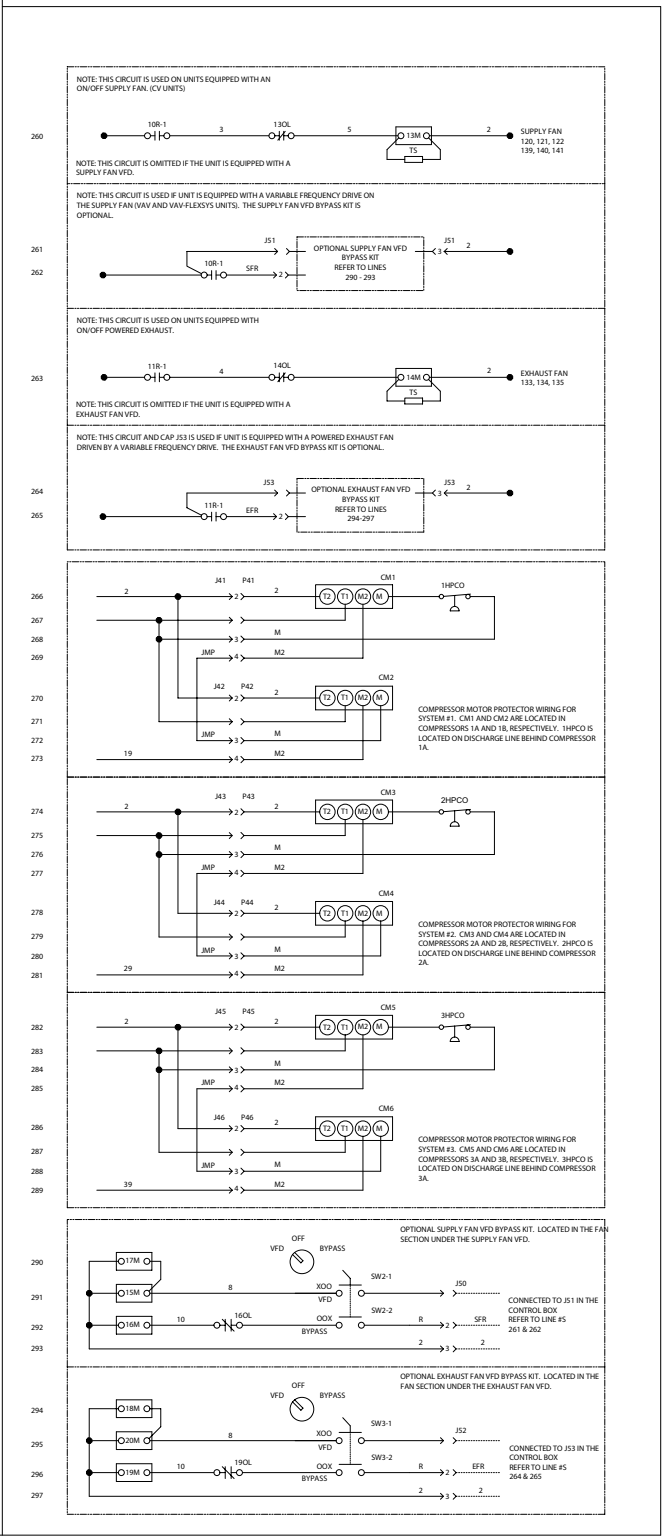 NOTE: THIS CIRCUIT IS USED ON UNITS EQUIPPED WITH AN
ON/OFF SUPPLY FAN. (CV UNITS)
10R-1
3
13OL
5
13M
2
TS
260
SUPPLY FAN
120, 121, 122
139, 140, 141
NOTE: THIS CIRCUIT IS OMITTED IF THE UNIT IS EQUIPPED WITH A
SUPPLY FAN VFD.
NOTE: THIS CIRCUIT IS USED IF UNIT IS EQUIPPED WITH A VARIABLE FREQUENCY DRIVE ON
THE SUPPLY FAN (VAV AND VAV-FLEXSYS UNITS). THE SUPPLY FAN VFD BYPASS KIT IS
OPTIONAL.
261
J51
OPTIONAL SUPPLY FAN VFD
BYPASS KIT
REFER TO LINES
290 - 293
3
J51
2
262
10R-1
SFR
2
NOTE: THIS CIRCUIT IS USED ON UNITS EQUIPPED WITH
ON/OFF POWERED EXHAUST.
263
11R-1
4
14OL
14M
2
TS
EXHAUST FAN
133, 134, 135
NOTE: THIS CIRCUIT IS OMITTED IF THE UNIT IS EQUIPPED WITH A
EXHAUST FAN VFD.
NOTE: THIS CIRCUIT AND CAP J53 IS USED IF UNIT IS EQUIPPED WITH A POWERED EXHAUST FAN
DRIVEN BY A VARIABLE FREQUENCY DRIVE. THE EXHAUST FAN VFD BYPASS KIT IS OPTIONAL.
264
J53
OPTIONAL EXHAUST FAN VFD
BYPASS KIT
REFER TO LINES
294-297
3
J53
2
265
11R-1
EFR
2
J41 P41
CM1
266
2
2
2
T2 T1 M2 M
1HPCO
267
268
3
M
269
JMP
4
M2
J42 P42
CM2
270
2
2
T2 T1 M2 M
271
272
JMP
3
M
273
19
4
M2
COMPRESSOR MOTOR PROTECTOR WIRING FOR
SYSTEM #1. CM1 AND CM2 ARE LOCATED IN
COMPRESSORS 1A AND 1B, RESPECTIVELY. 1HPCO IS
LOCATED ON DISCHARGE LINE BEHIND COMPRESSOR
1A.
J43 P43
CM3
274
2
2
2
T2 T1 M2 M
2HPCO
275
276
3
M
277
JMP
4
M2
J44 P44
CM4
278
2
2
T2 T1 M2 M
279
280
JMP
3
M
281
29
4
M2
COMPRESSOR MOTOR PROTECTOR WIRING FOR
SYSTEM #2. CM3 AND CM4 ARE LOCATED IN
COMPRESSORS 2A AND 2B, RESPECTIVELY. 2HPCO IS
LOCATED ON DISCHARGE LINE BEHIND COMPRESSOR
2A.
J45 P45
CM5
282
2
2
2
T2 T1 M2 M
3HPCO
283
284
3
M
285
JMP
4
M2
J46 P46
CM6
286
2
2
T2 T1 M2 M
287
288
JMP
3
M
289
39
4
M2
COMPRESSOR MOTOR PROTECTOR WIRING FOR
SYSTEM #3. CM5 AND CM6 ARE LOCATED IN
COMPRESSORS 3A AND 3B, RESPECTIVELY. 3HPCO IS
LOCATED ON DISCHARGE LINE BEHIND COMPRESSOR
3A.
OPTIONAL SUPPLY FAN VFD BYPASS KIT. LOCATED IN THE FAN
SECTION UNDER THE SUPPLY FAN VFD.
OFF
VFD
BYPASS
290
17M
291
15M
8
XOO
VFD
SW2-1
J50
292
16M
10
16OL
OOX
BYPASS
SW2-2
R
2
SFR
293
2
3
2
CONNECTED TO J51 IN THE
CONTROL BOX
REFER TO LINE #S
261 & 262
OPTIONAL EXHAUST FAN VFD BYPASS KIT. LOCATED IN THE
FAN SECTION UNDER THE EXHAUST FAN VFD.
OFF
VFD
BYPASS
294
18M
295
20M
8
XOO
VFD
SW3-1
J52
296
19M
10
19OL
OOX
BYPASS
SW3-2
R
2
EFR
297
2
3
2
CONNECTED TO J53 IN THE
CONTROL BOX
REFER TO LINE #S
264 & 265